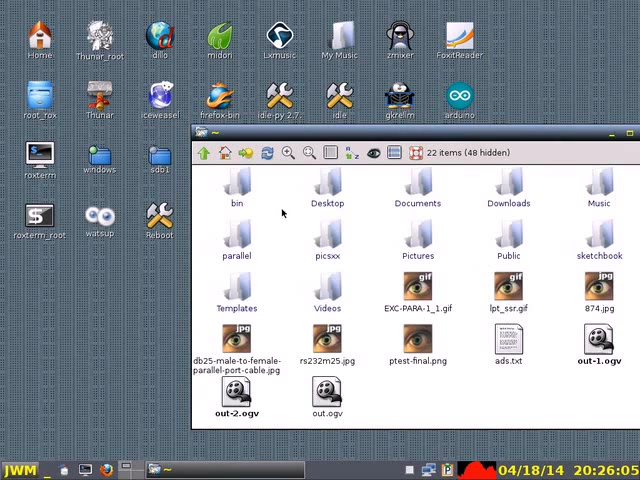 Home Thunar_root dillo midori Lxmusic My Music zmixer FoxitReader
root_rox Thunar iceweasel firefox-bin idle-py 2.7. idle gkrellm arduino
~
22 items (48 hidden)
roxterm windows sdb1
bin Desktop Documents Downloads Music
roxterm_root watsup Reboot
parallel picsxx Pictures Public sketchbook
Templates Videos EXC-PARA-1_1.gif lpt_ssr.gif 874.jpg
db25-male-to-female-
parallel-port-cable.jpg rs232m25.jpg ptest-final.png ads.txt out-1.ogv
out-2.ogv out.ogv
JWM _ ~ 04/18/14 20:26:05